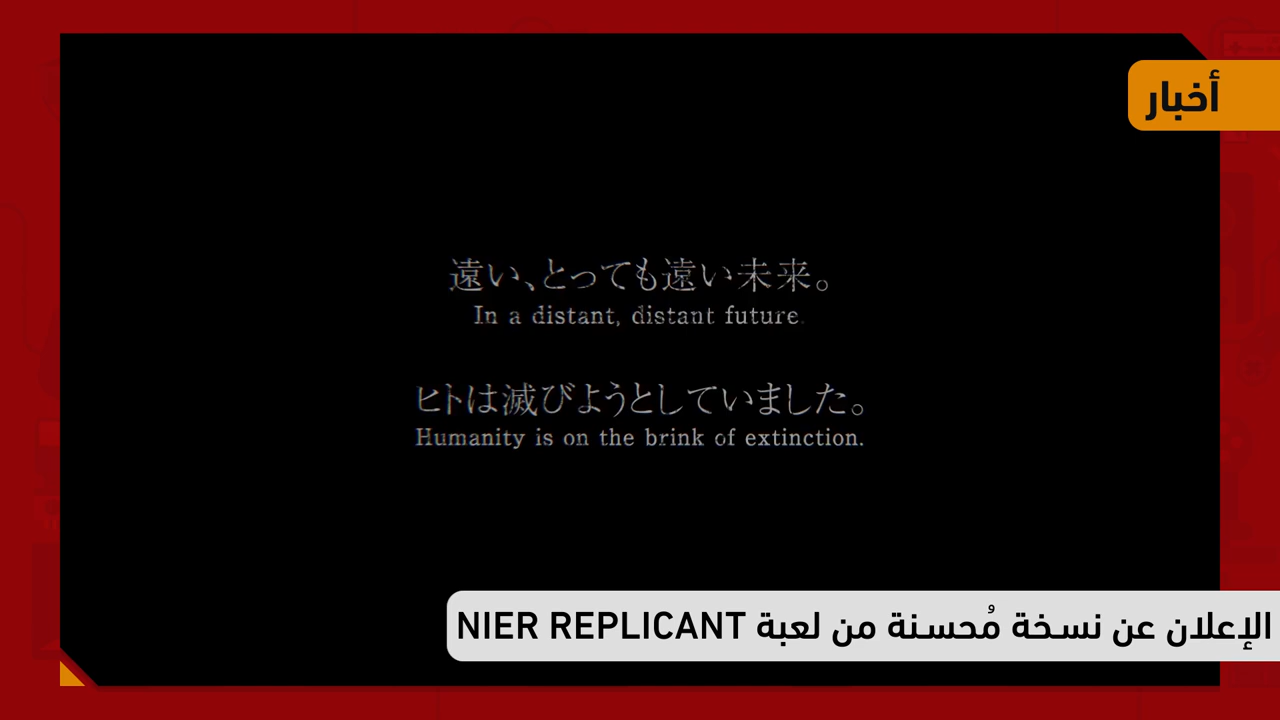 أخبار
遠い、とっても遠い未来。
In a distant, distant future.
ヒトは滅びようとしていました。
Humanity is on the brink of extinction.
الإعلان عن نسخة مُحسنة من لعبة NIER REPLICANT